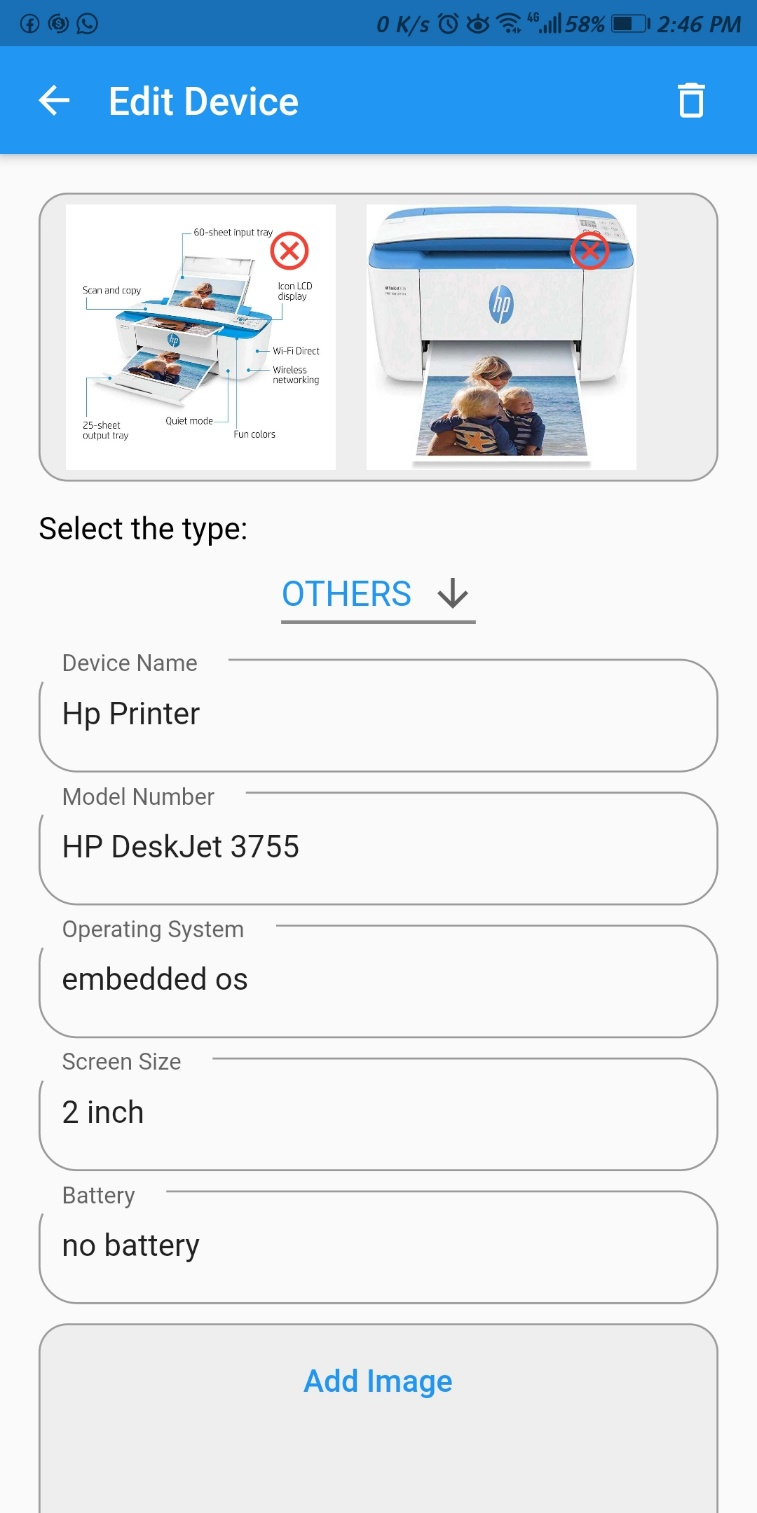 0 K/s 4G 58% 2:46 PM
Edit Device
60-sheet input tray
Scan and copy
Icon LCD
display
hp
Wi-Fi Direct
Wireless
networking
Quiet mode
25-sheet
output tray
Fun colors
hp
Select the type:
OTHERS
Device Name
Hp Printer
Model Number
HP DeskJet 3755
Operating System
embedded os
Screen Size
2 inch
Battery
no battery
Add Image